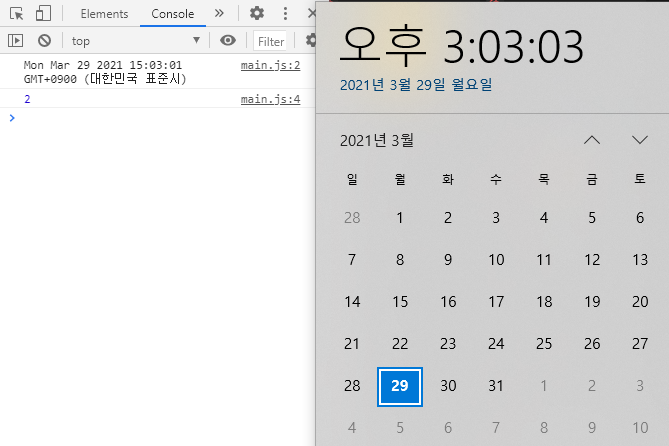 Elements Console »
top Filter
Mon Mar 29 2021 15:03:01 main.js:2
GMT+0900 (대한민국 표준시)
2 main.js:4
오후 3:03:03
2021년 3월 29일 월요일
2021년 3월
일 월 화 수 목 금 토
28 1 2 3 4 5 6
7 8 9 10 11 12 13
14 15 16 17 18 19 20
21 22 23 24 25 26 27
28 29 30 31 1 2 3
4 5 6 7 8 9 10